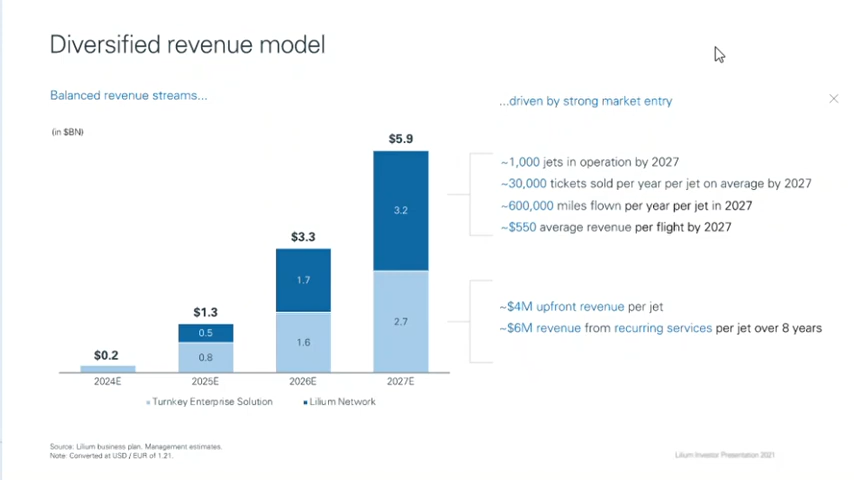 Diversified revenue model
Balanced revenue streams...
(in $BN)
$0.2
$1.3
0.5
0.8
$3.3
1.7
1.6
$5.9
3.2
2.7
2024E
2025E
2026E
2027E
Turnkey Enterprise Solution
Lilium Network
...driven by strong market entry
~1,000 jets in operation by 2027
~30,000 tickets sold per year per jet on average by 2027
~600,000 miles flown per year per jet in 2027
~$550 average revenue per flight by 2027
~$4M upfront revenue per jet
~$6M revenue from recurring services per jet over 8 years
Source: Lilium business plan. Management estimates.
Note: Converted at USD / EUR of 1.21.
Lilium Investor Presentation 2021